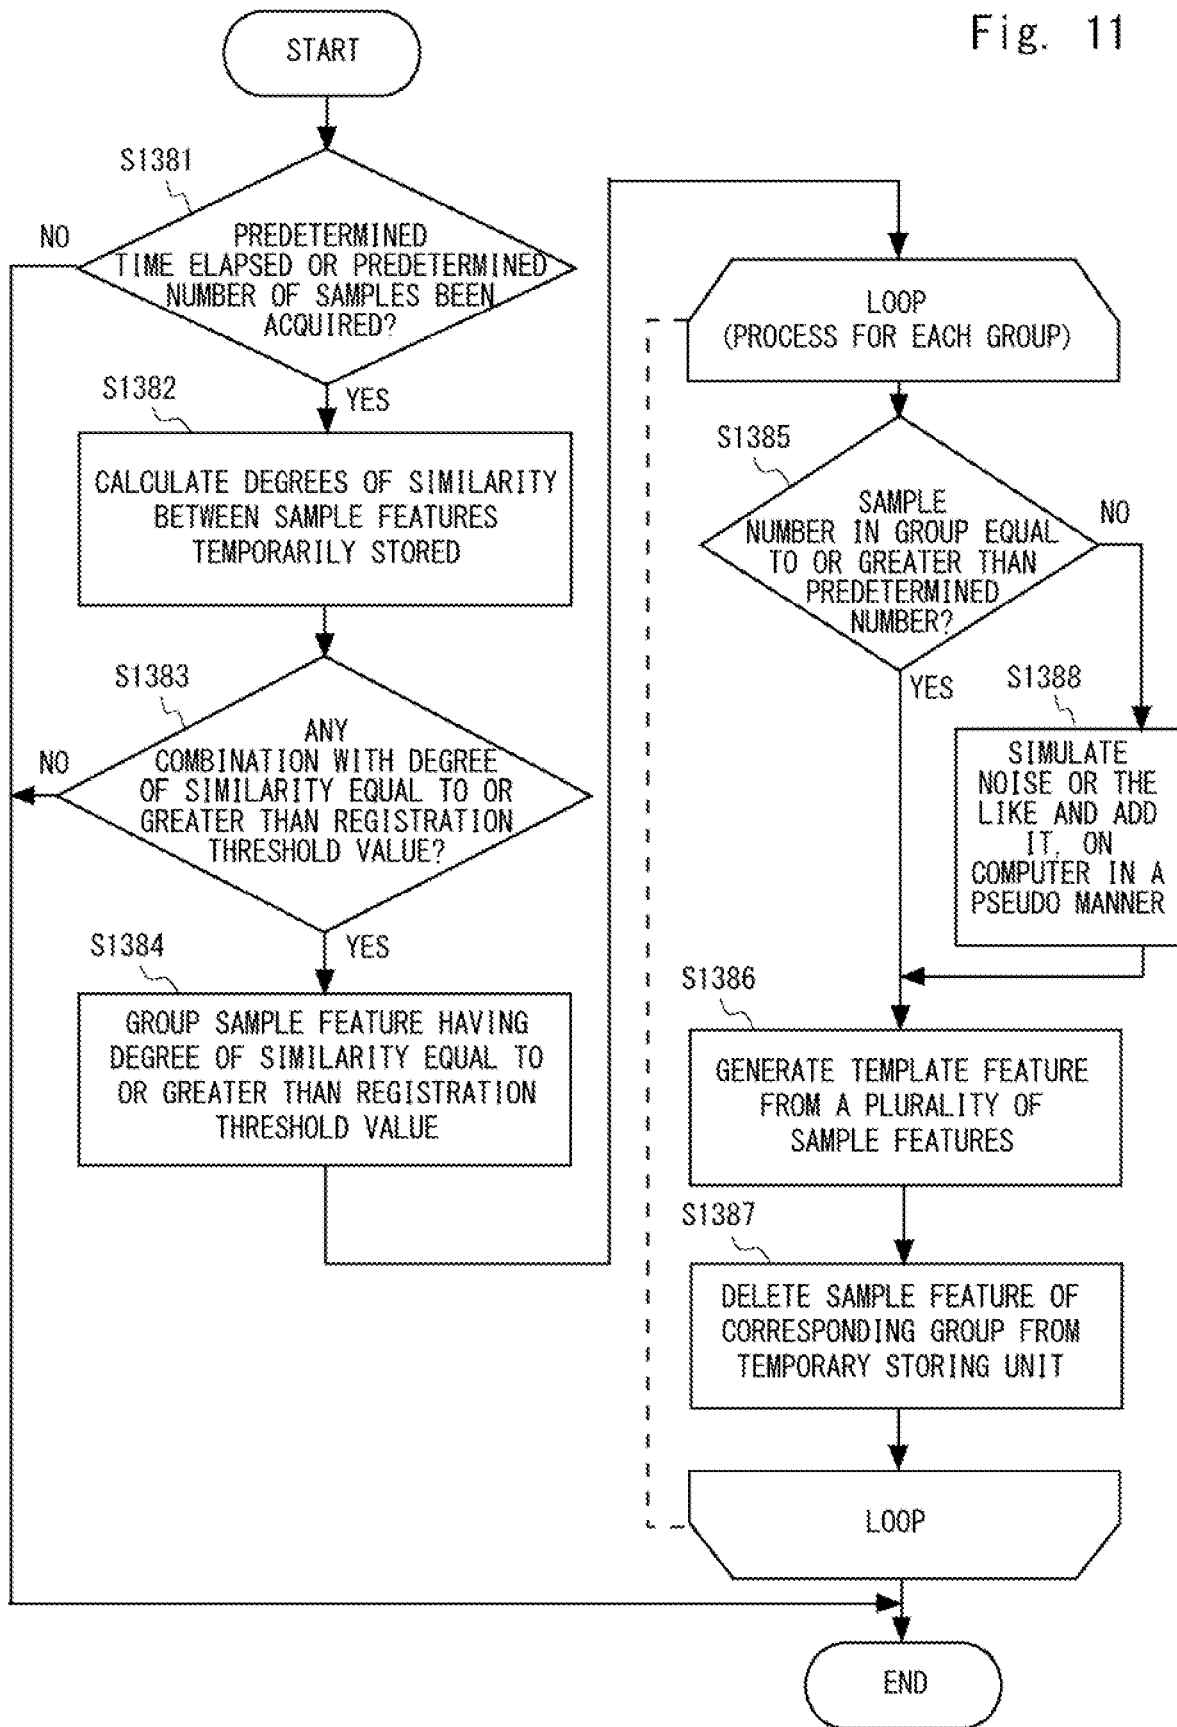 Fig. 11
START
S1381
NO
PREDETERMINED
TIME ELAPSED OR PREDETERMINED
NUMBER OF SAMPLES BEEN
ACQUIRED?
YES
S1382
CALCULATE DEGREES OF SIMILARITY
BETWEEN SAMPLE FEATURES
TEMPORARILY STORED
S1383
NO
ANY
COMBINATION WITH DEGREE
OF SIMILARITY EQUAL TO OR
GREATER THAN REGISTRATION
THRESHOLD VALUE?
YES
S1384
GROUP SAMPLE FEATURE HAVING
DEGREE OF SIMILARITY EQUAL TO
OR GREATER THAN REGISTRATION
THRESHOLD VALUE
LOOP
(PROCESS FOR EACH GROUP)
S1385
SAMPLE
NUMBER IN GROUP EQUAL
TO OR GREATER THAN
PREDETERMINED
NUMBER?
NO
YES
S1388
SIMULATE
NOISE OR THE
LIKE AND ADD
IT, ON
COMPUTER IN A
PSEUDO MANNER
S1386
GENERATE TEMPLATE FEATURE
FROM A PLURALITY OF
SAMPLE FEATURES
S1387
DELETE SAMPLE FEATURE OF
CORRESPONDING GROUP FROM
TEMPORARY STORING UNIT
LOOP
END